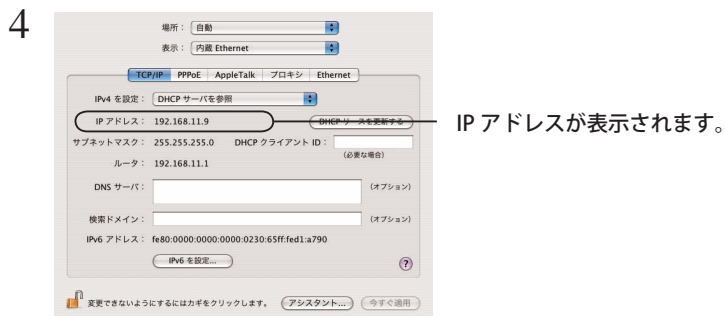 4
場所： 自動
表示： 内蔵 Ethernet
TCP/IP PPPoE AppleTalk プロキシ Ethernet
IPv4 を設定： DHCP サーバを参照
IP アドレス： 192.168.11.9 DHCP リースを更新する
IP アドレスが表示されます。
サブネットマスク： 255.255.255.0 DHCP クライアント ID：
（必要な場合）
ルータ： 192.168.11.1
DNS サーバ： （オプション）
検索ドメイン： （オプション）
IPv6 アドレス： fe80:0000:0000:0000:0230:65ff:fed1:a790
IPv6 を設定... ?
変更できないようにするにはカギをクリックします。 アシスタント... 今すぐ適用